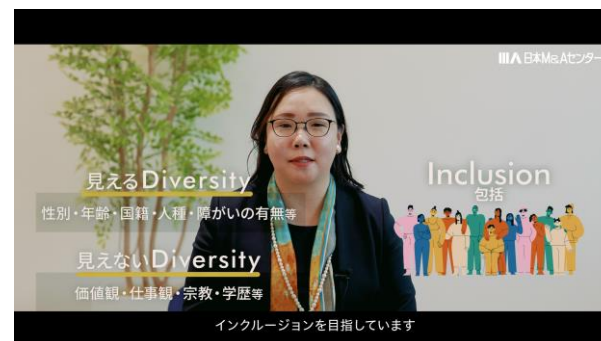 日本M&Aセンター
見えるDiversity
性別・年齢・国籍・人種・障がいの有無等
見えないDiversity
価値観・仕事観・宗教・学歴等
Inclusion
包括
インクルージョンを目指しています